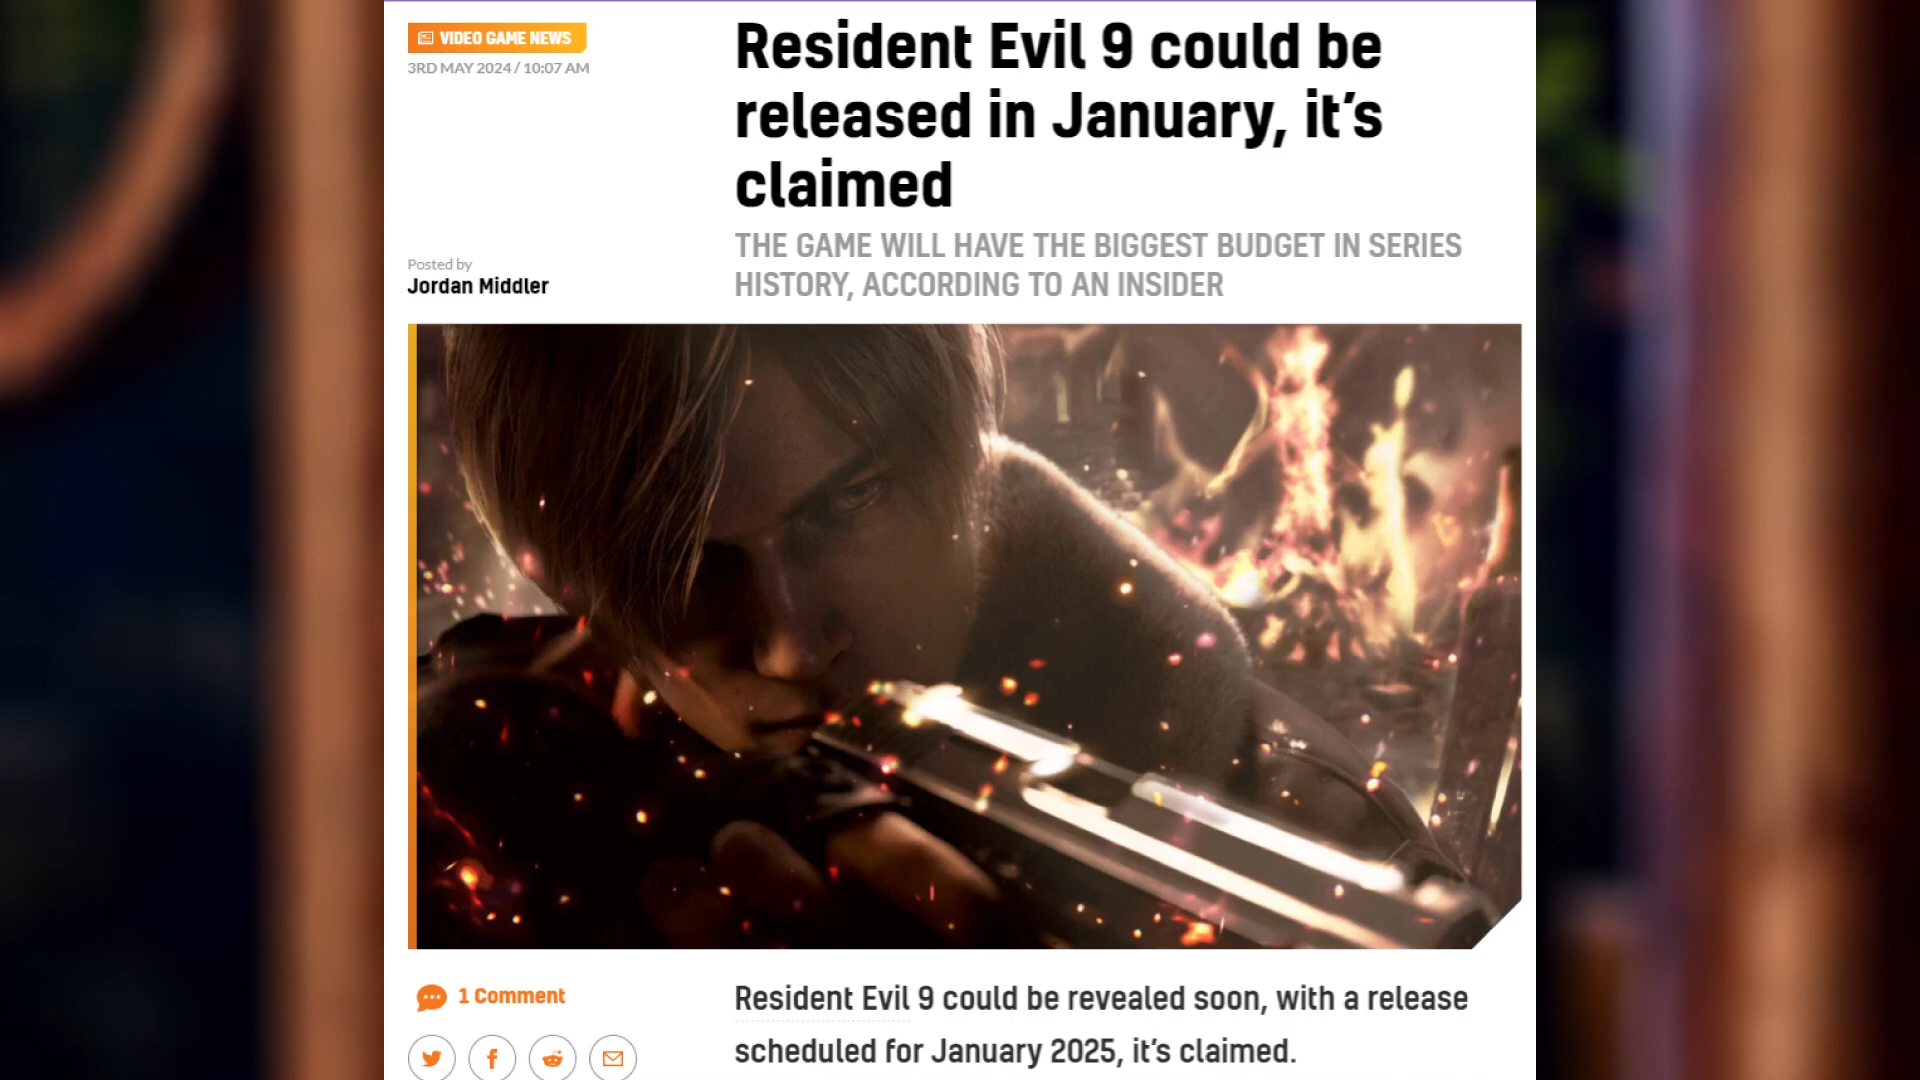 VIDEO GAME NEWS
3RD MAY 2024 / 10:07 AM
Resident Evil 9 could be
released in January, it’s
claimed
THE GAME WILL HAVE THE BIGGEST BUDGET IN SERIES
HISTORY, ACCORDING TO AN INSIDER
Posted by
Jordan Middler
1 Comment
Resident Evil 9 could be revealed soon, with a release
scheduled for January 2025, it’s claimed.